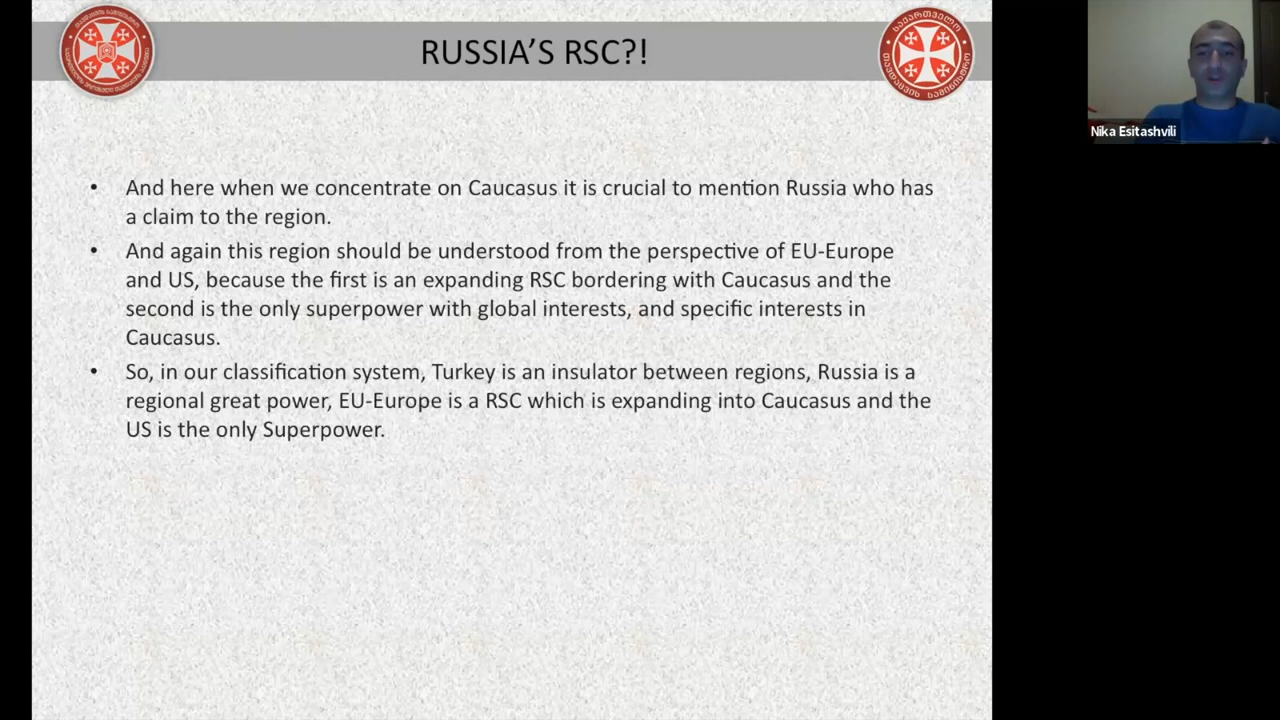 RUSSIA'S RSC?!
Nika Esitashvili
• And here when we concentrate on Caucasus it is crucial to mention Russia who has
a claim to the region.
• And again this region should be understood from the perspective of EU-Europe
and US, because the first is an expanding RSC bordering with Caucasus and the
second is the only superpower with global interests, and specific interests in
Caucasus.
• So, in our classification system, Turkey is an insulator between regions, Russia is a
regional great power, EU-Europe is a RSC which is expanding into Caucasus and the
US is the only Superpower.
საქართველო
თავდაცვის სამინისტრო